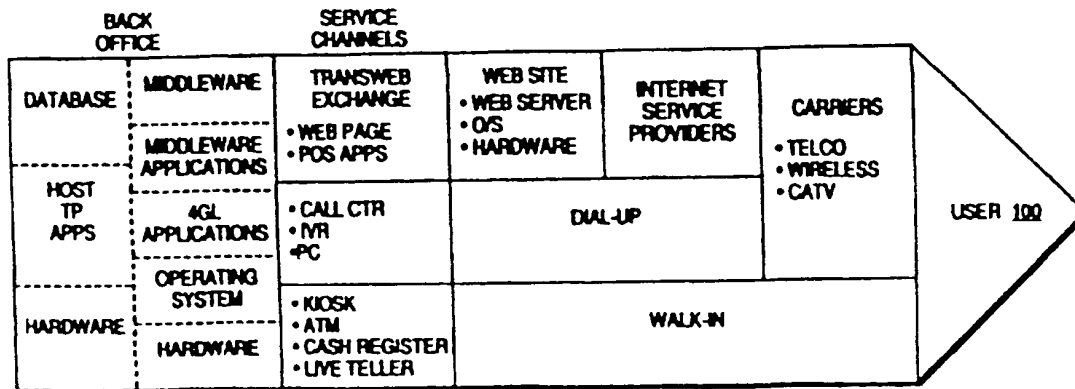 BACK
OFFICE
SERVICE
CHANNELS
DATABASE
HOST
TP
APPS
HARDWARE
MIDDLEWARE
MIDDLEWARE
APPLICATIONS
4GL
APPLICATIONS
OPERATING
SYSTEM
HARDWARE
TRANSWEB
EXCHANGE
• WEB PAGE
• POS APPS
• CALL CTR
• IVR
• PC
• KIOSK
• ATM
• CASH REGISTER
• LIVE TELLER
WEB SITE
• WEB SERVER
• O/S
• HARDWARE
INTERNET
SERVICE
PROVIDERS
DIAL-UP
WALK-IN
CARRIERS
• TELCO
• WIRELESS
• CATV
USER 100